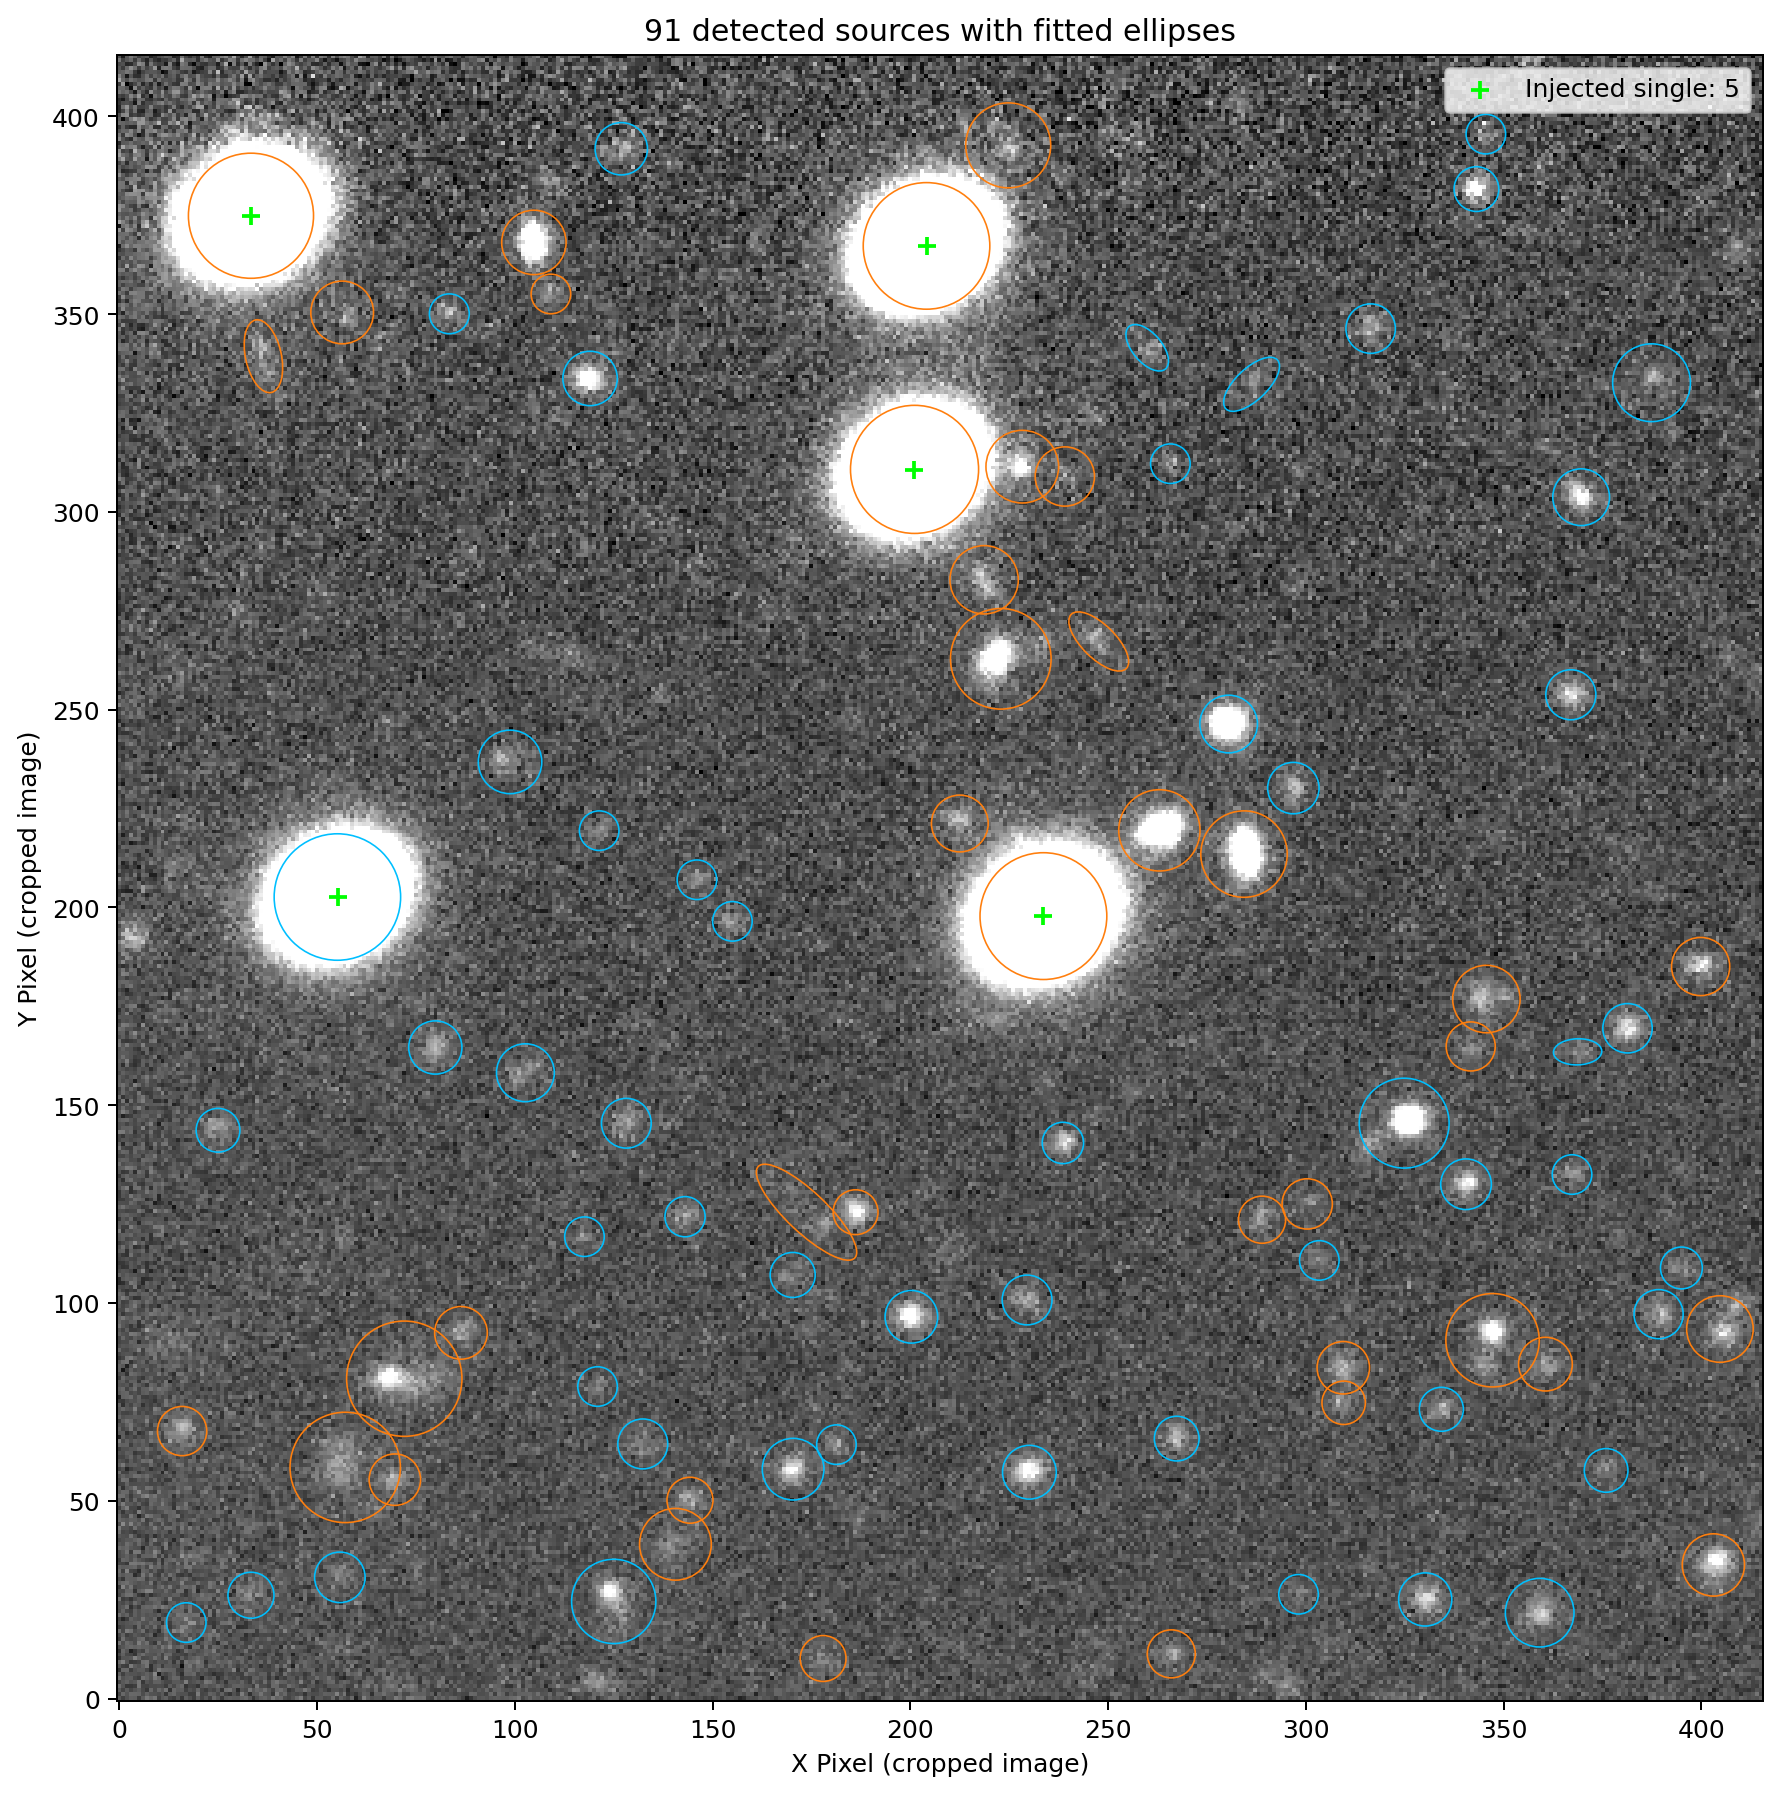 91 detected sources with fitted ellipses
Injected single: 5
400
350
300
250
200
150
100
50
0
Y Pixel (cropped image)
0 50 100 150 200 250 300 350 400
X Pixel (cropped image)